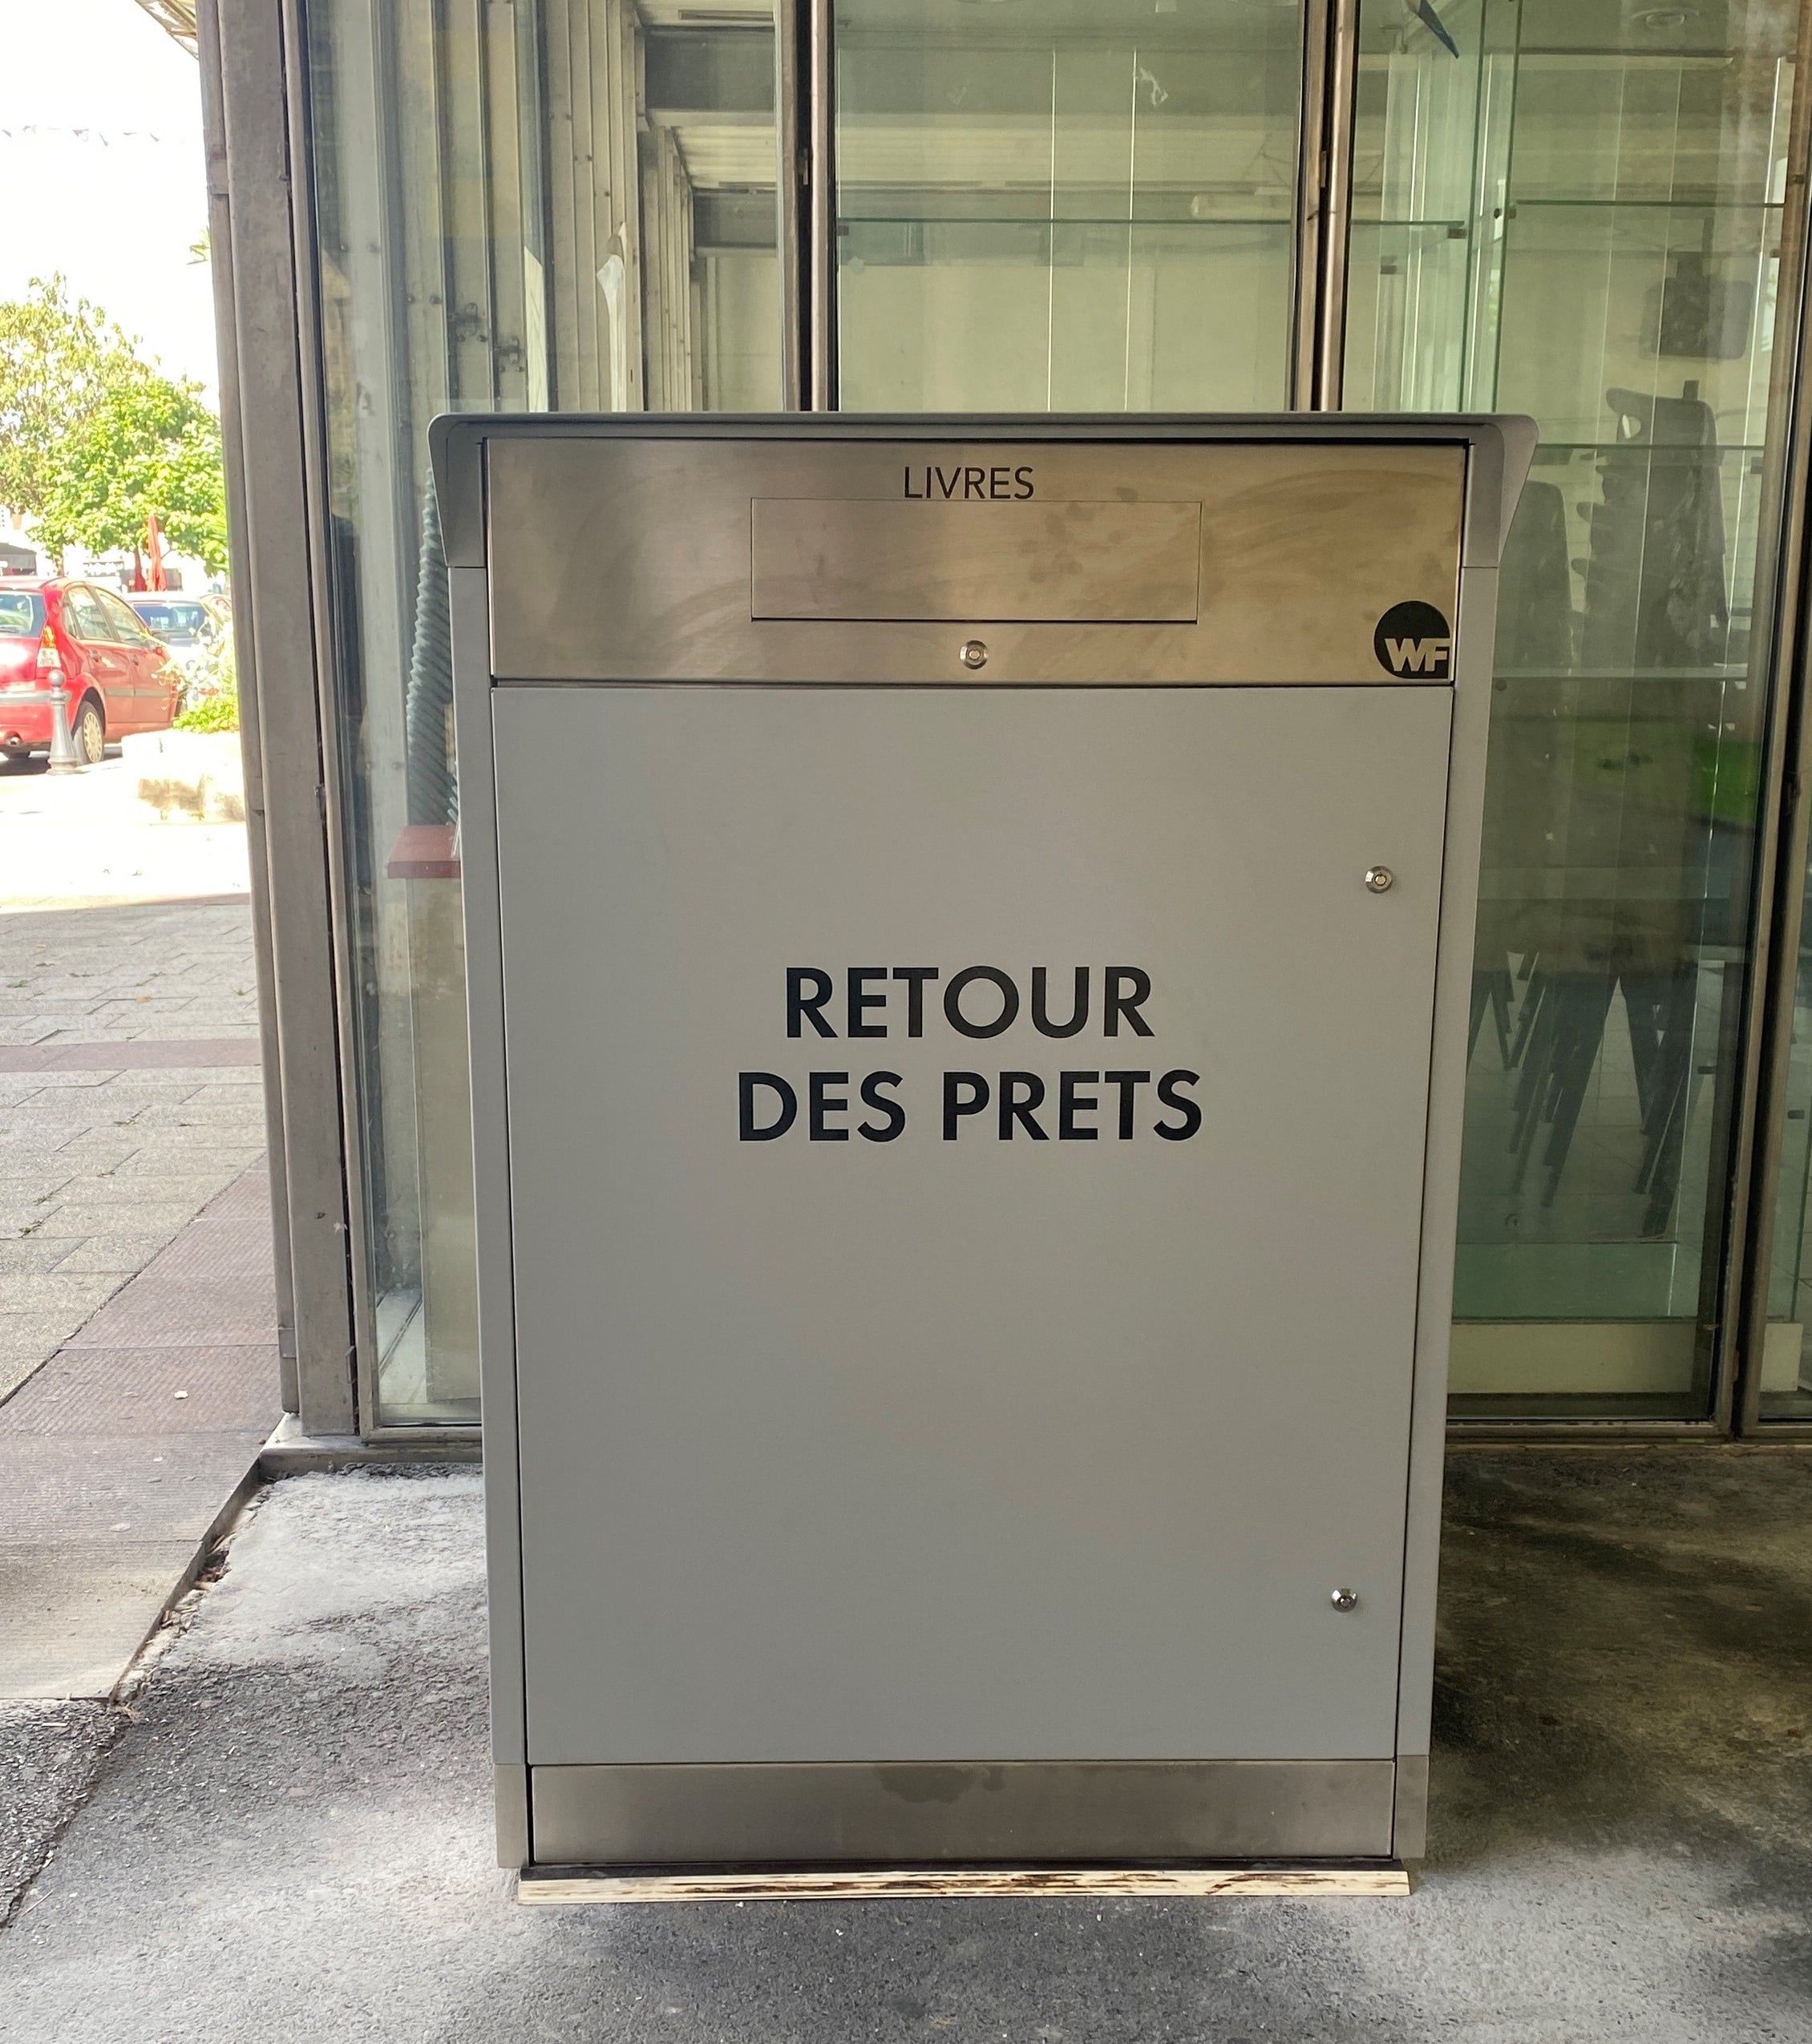 LIVRES
WF
RETOUR
DES PRETS